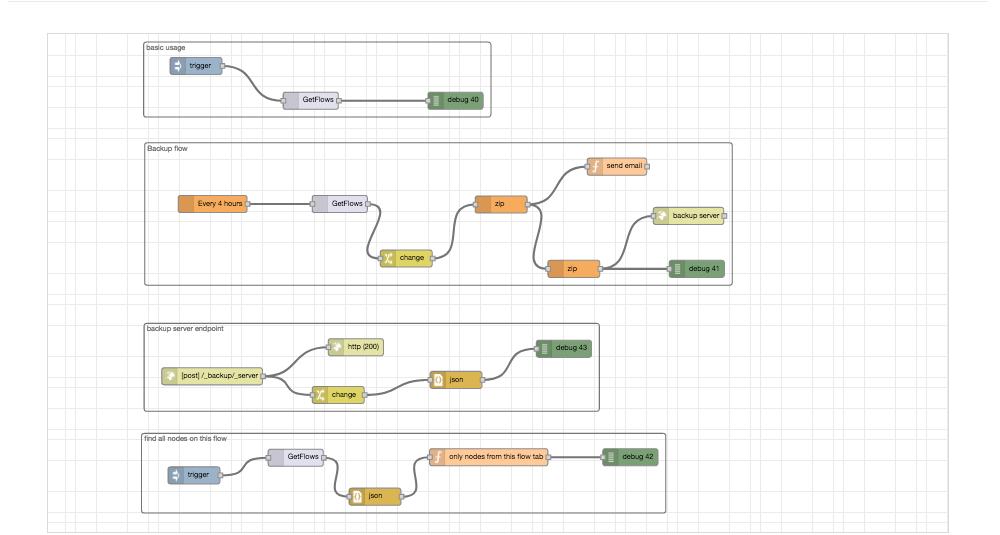 basic usage
trigger
GetFlows
debug 40
Backup flow
send email
Every 4 hours
GetFlows
zip
backup server
change
zip
debug 41
backup server endpoint
http (200)
debug 43
[post] /_backup/_server
json
change
find all nodes on this flow
GetFlows
only nodes from this flow tab
debug 42
trigger
json